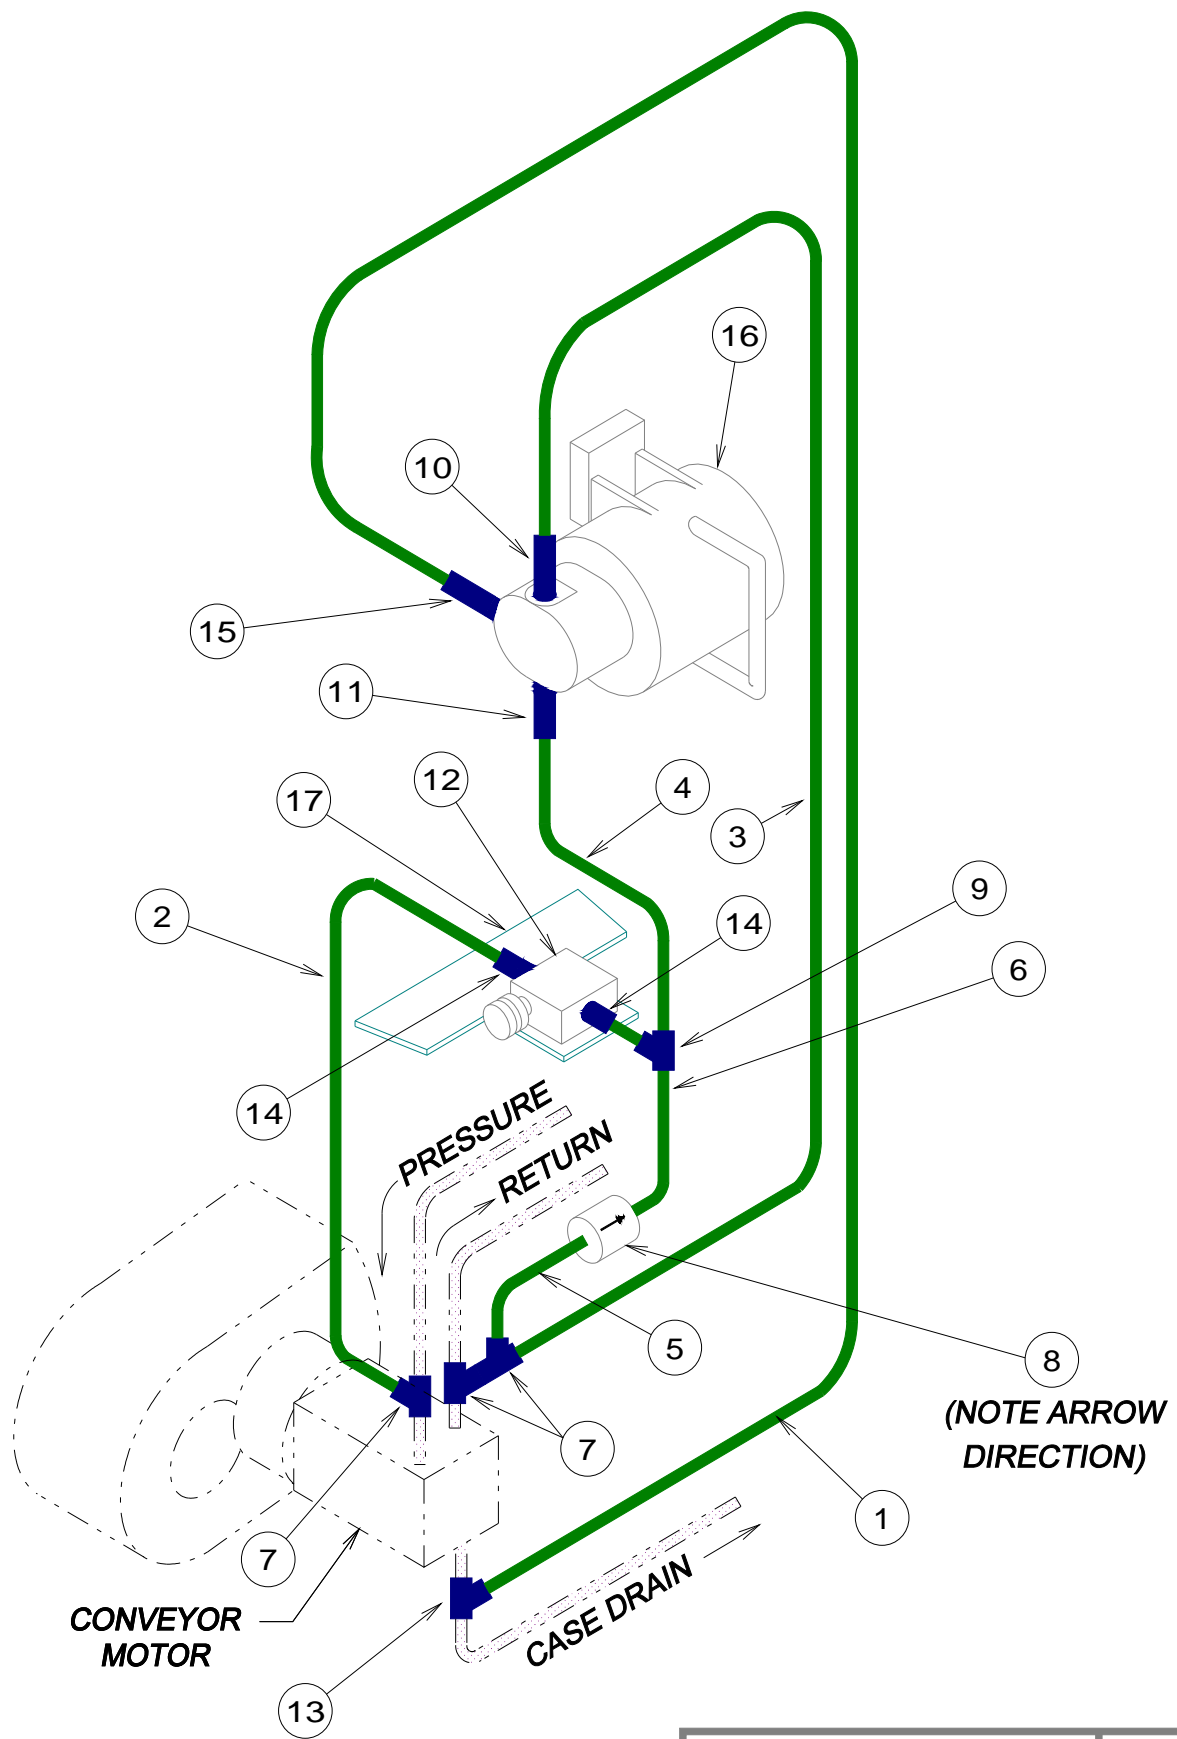 16
10
15
11
12
4
17
3
9
2
14
6
14
PRESSURE
RETURN
5
8
(NOTE ARROW
DIRECTION)
7
1
7
CONVEYOR
MOTOR
CASE DRAIN
13